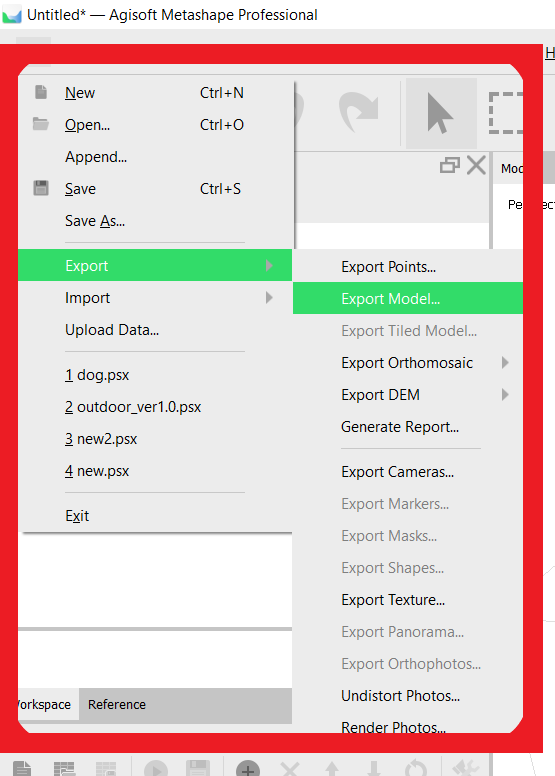 Untitled* — Agisoft Metashape Professional
H
New Ctrl+N
Open... Ctrl+O
Append...
Save Ctrl+S
Save As...
Export
Import
Upload Data...
1 dog.psx
2 outdoor_ver1.0.psx
3 new2.psx
4 new.psx
Exit
Export Points...
Export Model...
Export Tiled Model...
Export Orthomosaic
Export DEM
Generate Report...
Export Cameras...
Export Markers...
Export Masks...
Export Shapes...
Export Texture...
Export Panorama...
Export Orthophotos...
Undistort Photos...
Render Photos...
Reference